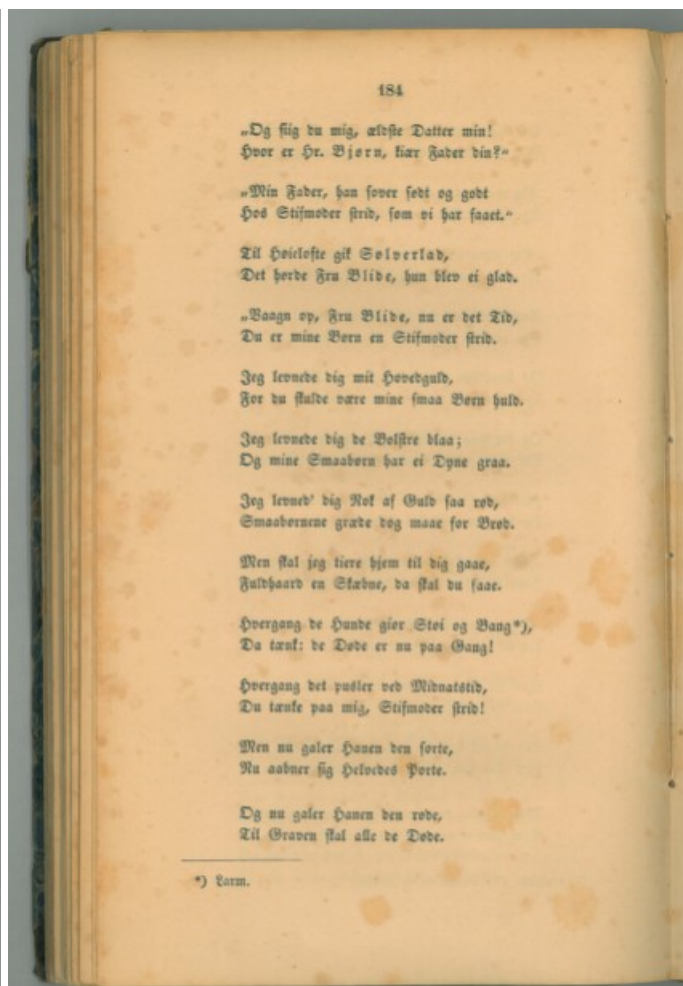 184
„Og siig du mig, ældste Datter min!
Hvor er Hr. Bjørn, kiær Fader din?“
„Min Fader, han sover sødt og godt
Hos Stifmoder strid, som vi har faaet.“
Til Høielofte gik Sølverlad,
Det hørde Fru Blide, hun blev ei glad.
„Vaagn op, Fru Blide, nu er det Tid,
Du er mine Børn en Stifmoder strid.
Jeg levnede dig mit Hovedguld,
For du skulde være mine smaa Børn huld.
Jeg levnede dig de Bolstre blaa;
Og mine Smaabørn har ei Dyne graa.
Jeg levned' dig Nok af Guld saa rød,
Smaabørnene græde dog maae for Brød.
Men skal jeg tiere hjem til dig gaae,
Fuldhaard en Skæbne, da skal du faae.
Hvergang de Hunde giør Støi og Bang*),
Da tænk: de Døde er nu paa Gang!
Hvergang det pusler ved Midnatstid,
Du tænke paa mig, Stifmoder strid!
Men nu galer Hanen den sorte,
Nu aabner sig Helvedes Porte.
Og nu galer Hanen den røde,
Til Graven skal alle de Døde.
*) Larm.